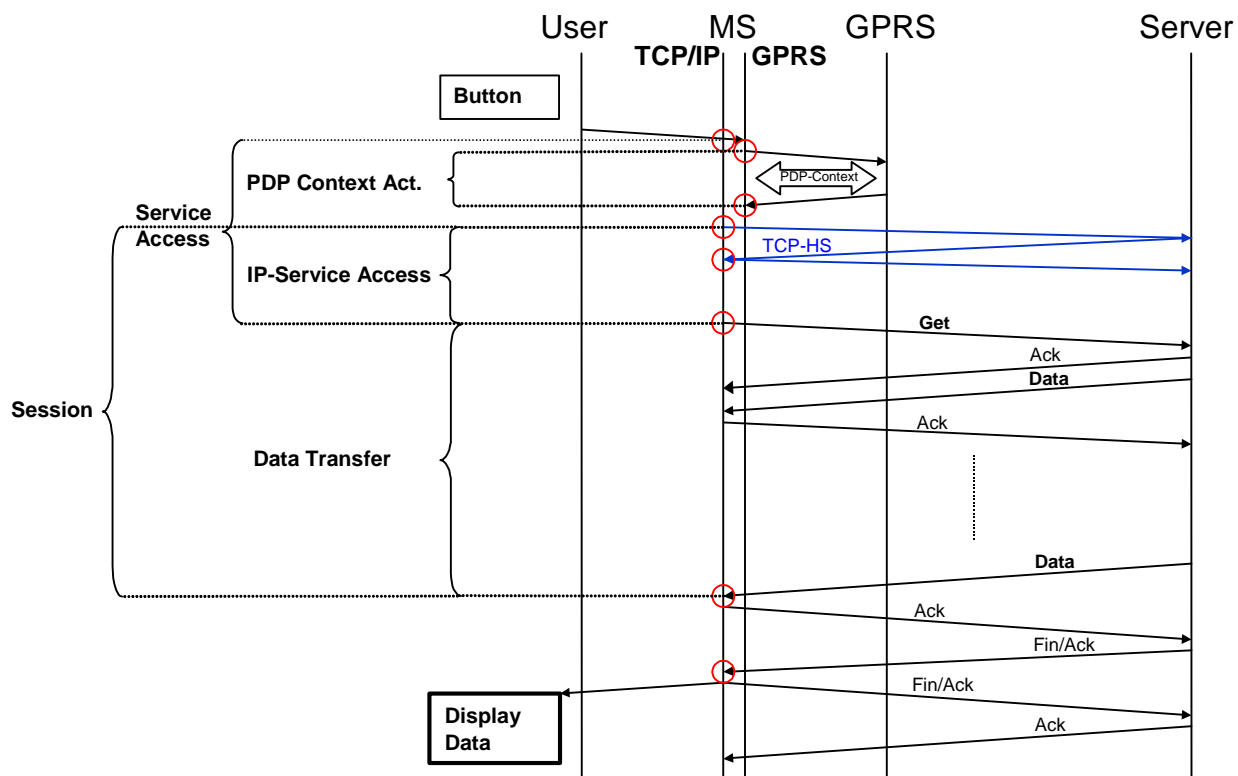 User MS GPRS Server
TCP/IP GPRS
Button
PDP Context Act.
PDP-Context
Service
Access
TCP-HS
IP-Service Access
Get
Ack
Data
Session
Ack
Data Transfer
Data
Ack
Fin/Ack
Fin/Ack
Display
Data
Ack